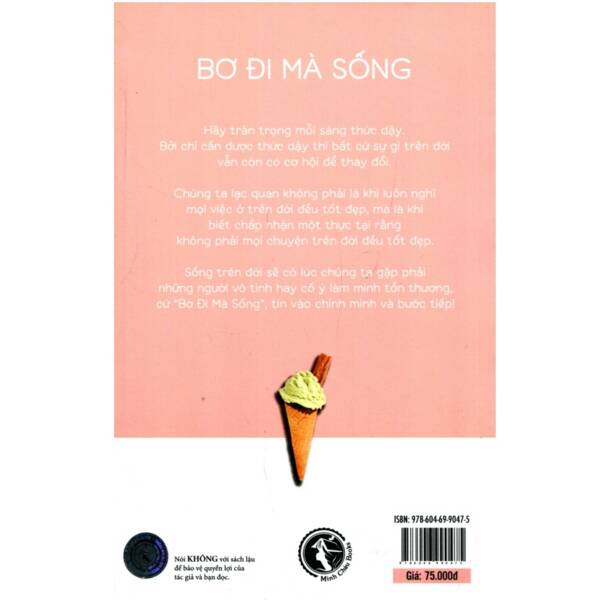 BƠ ĐI MÀ SỐNG
Hãy trân trọng mỗi sáng thức dậy.
Bởi chỉ cần được thức dậy thì bất cứ sự gì trên đời
vẫn còn có cơ hội để thay đổi.
Chúng ta lạc quan không phải là khi luôn nghĩ
mọi việc ở trên đời đều tốt đẹp, mà là khi
biết chấp nhận một thực tại rằng
không phải mọi chuyện trên đời đều tốt đẹp.
Sống trên đời sẽ có lúc chúng ta gặp phải
những người vô tình hay cố ý làm mình tổn thương,
cứ "Bơ Đi Mà Sống", tin vào chính mình và bước tiếp!
Nói KHÔNG với sách lậu
để bảo vệ quyền lợi của
tác giả và bạn đọc.
Minh Châu Books
ISBN: 978-604-69-9047-5
Giá: 75.000đ